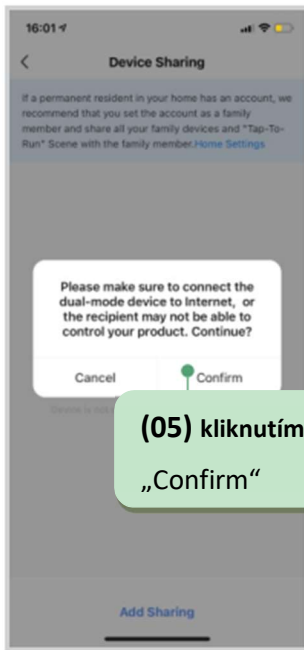 16:01
Device Sharing
If a permanent resident in your home has an account, we
recommend that you set the account as a family
member and share all your family devices and "Tap-To-
Run" Scene with the family member.Home Settings
Please make sure to connect the
dual-mode device to Internet, or
the recipient may not be able to
control your product. Continue?
Cancel
Confirm
(05) kliknutím
„Confirm“
Add Sharing